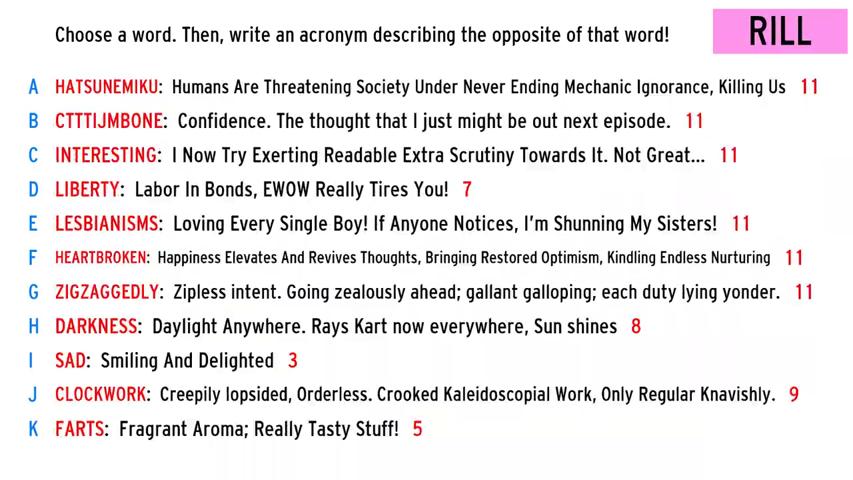 Choose a word. Then, write an acronym describing the opposite of that word!
RILL
A HATSUNEMIKU: Humans Are Threatening Society Under Never Ending Mechanic Ignorance, Killing Us 11
B CTTTIJMBONE: Confidence. The thought that I just might be out next episode. 11
C INTERESTING: I Now Try Exerting Readable Extra Scrutiny Towards It. Not Great... 11
D LIBERTY: Labor In Bonds, EWOW Really Tires You! 7
E LESBIANISMS: Loving Every Single Boy! If Anyone Notices, I'm Shunning My Sisters! 11
F HEARTBROKEN: Happiness Elevates And Revives Thoughts, Bringing Restored Optimism, Kindling Endless Nurturing 11
G ZIGZAGGEDLY: Zipless intent. Going zealously ahead; gallant galloping; each duty lying yonder. 11
H DARKNESS: Daylight Anywhere. Rays Kart now everywhere, Sun shines 8
I SAD: Smiling And Delighted 3
J CLOCKWORK: Creepily lopsided, Orderless. Crooked Kaleidoscopial Work, Only Regular Knavishly. 9
K FARTS: Fragrant Aroma; Really Tasty Stuff! 5